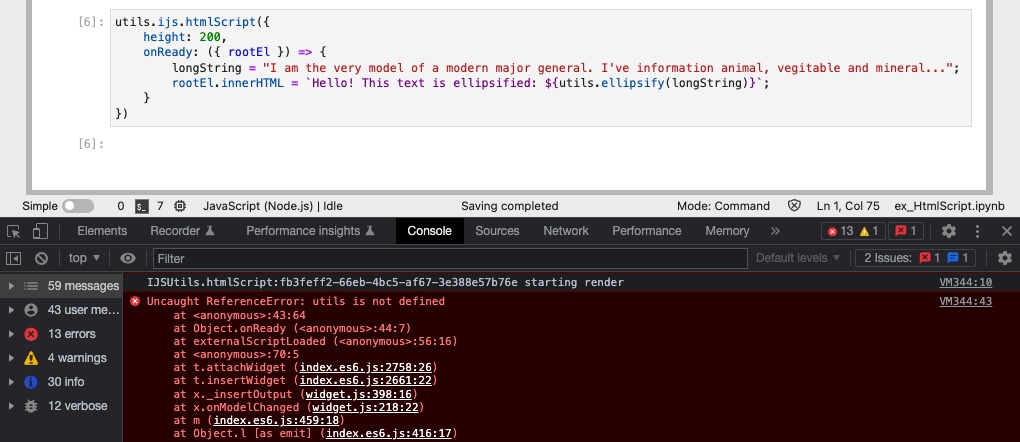 [6]: utils.ijs.htmlScript({
height: 200,
onReady: ({ rootEl }) => {
longString = "I am the very model of a modern major general. I've information animal, vegitable and mineral...";
rootEl.innerHTML = `Hello! This text is ellipsified: ${utils.ellipsify(longString)}`;
}
})
[6]:
Simple 0 $_ 7 JavaScript (Node.js) | Idle Saving completed Mode: Command Ln 1, Col 75 ex_HtmlScript.ipynb
Elements Recorder Performance insights Console Sources Network Performance Memory » 13 1 1
top Filter Default levels 2 Issues: 1 1
59 messages IJSUtils.htmlScript:fb3feff2-66eb-4bc5-af67-3e388e57b76e starting render VM344:10
43 user me... Uncaught ReferenceError: utils is not defined VM344:43
at <anonymous>:43:64
13 errors at Object.onReady (<anonymous>:44:7)
at externalScriptLoaded (<anonymous>:56:16)
4 warnings at <anonymous>:70:5
at t.attachWidget (index.es6.js:2758:26)
30 info at t.insertWidget (index.es6.js:2661:22)
at x._insertOutput (widget.js:398:16)
12 verbose at x.onModelChanged (widget.js:218:22)
at m (index.es6.js:459:18)
at Object.l [as emit] (index.es6.js:416:17)